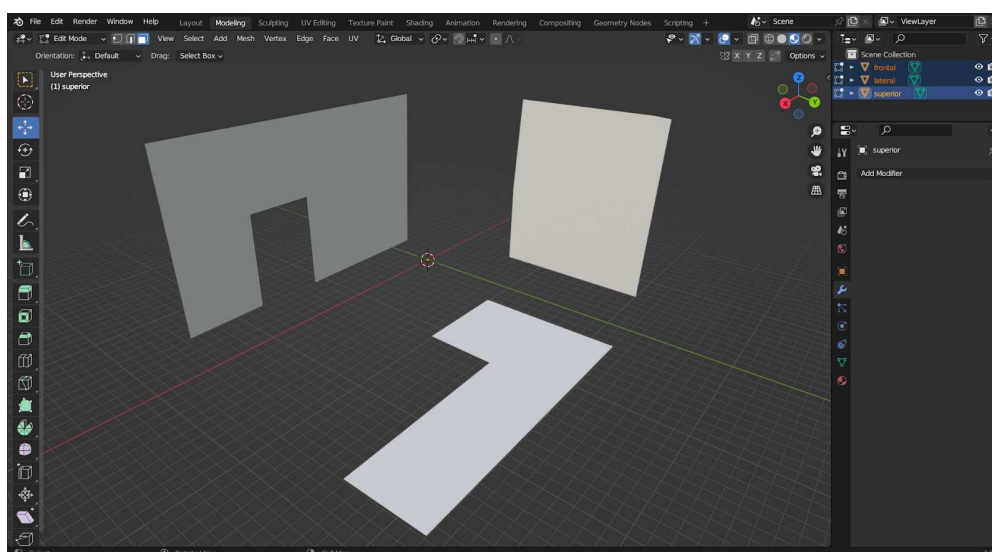 File Edit Render Window Help Layout Modeling Sculpting UV Editing Texture Paint Shading Animation Rendering Compositing Geometry Nodes Scripting + Scene ViewLayer
Edit Mode View Select Add Mesh Vertex Edge Face UV Global
Orientation: Default Drag: Select Box X Y Z Options
User Perspective
(1) superior
Z
X
Y
Scene Collection
frontal
lateral
superior
superior
Add Modifier